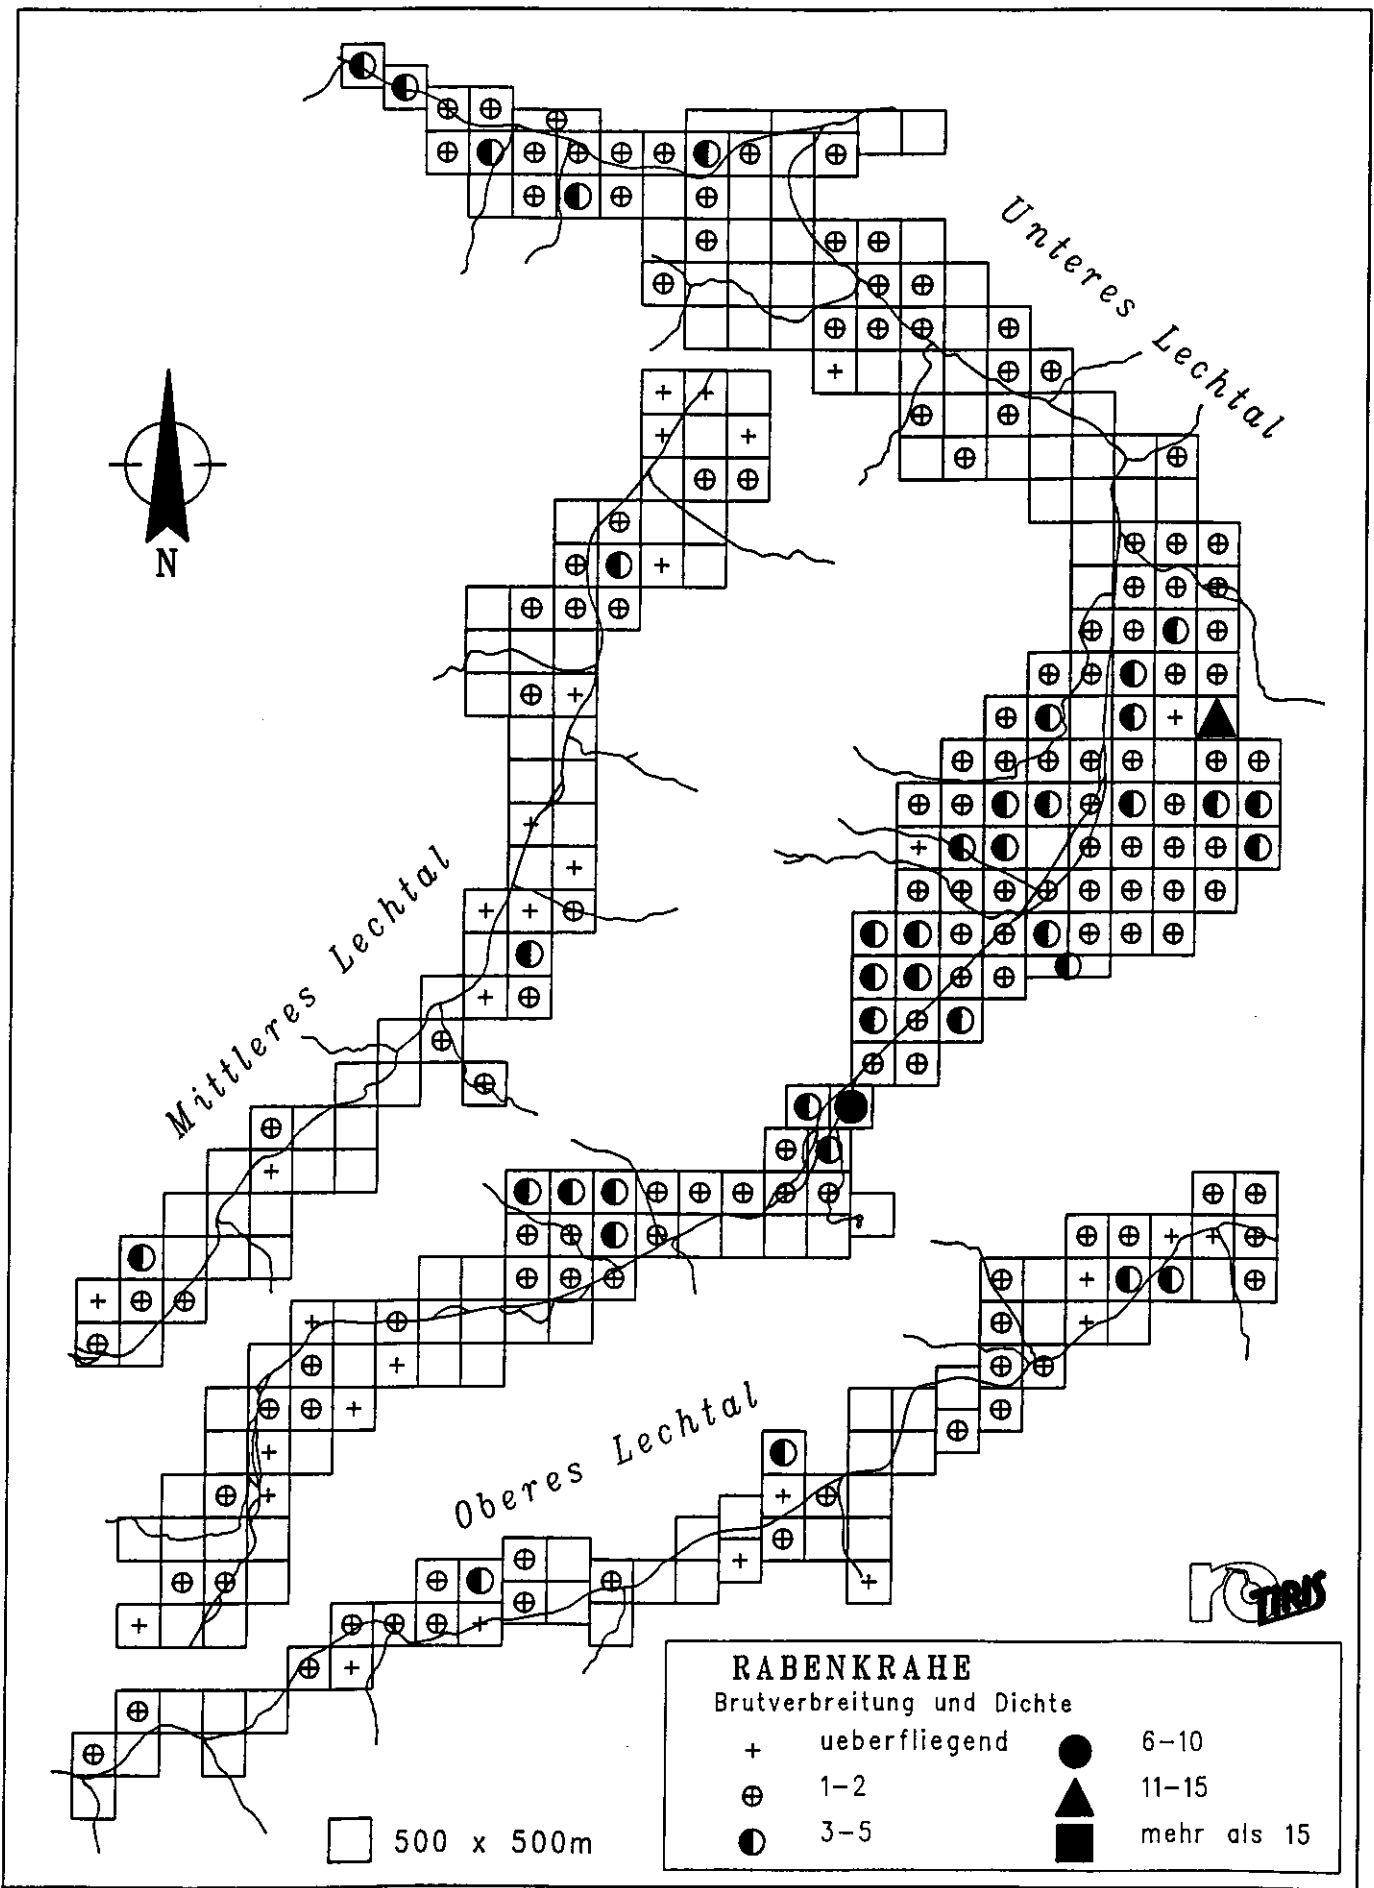 Unteres Lechtal
N
Mittleres Lechtal
Oberes Lechtal
TIRIS
RABENKRAHE
Brutverbreitung und Dichte
+ ueberfliegend
1-2
3-5
6-10
11-15
mehr als 15
500 x 500m